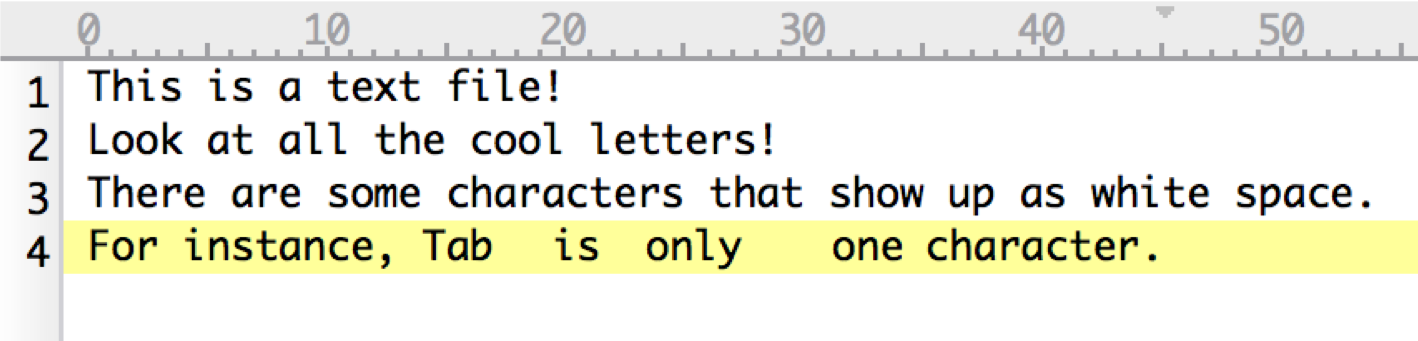 0 10 20 30 40 50
1 This is a text file!
2 Look at all the cool letters!
3 There are some characters that show up as white space.
4 For instance, Tab   is  only    one character.